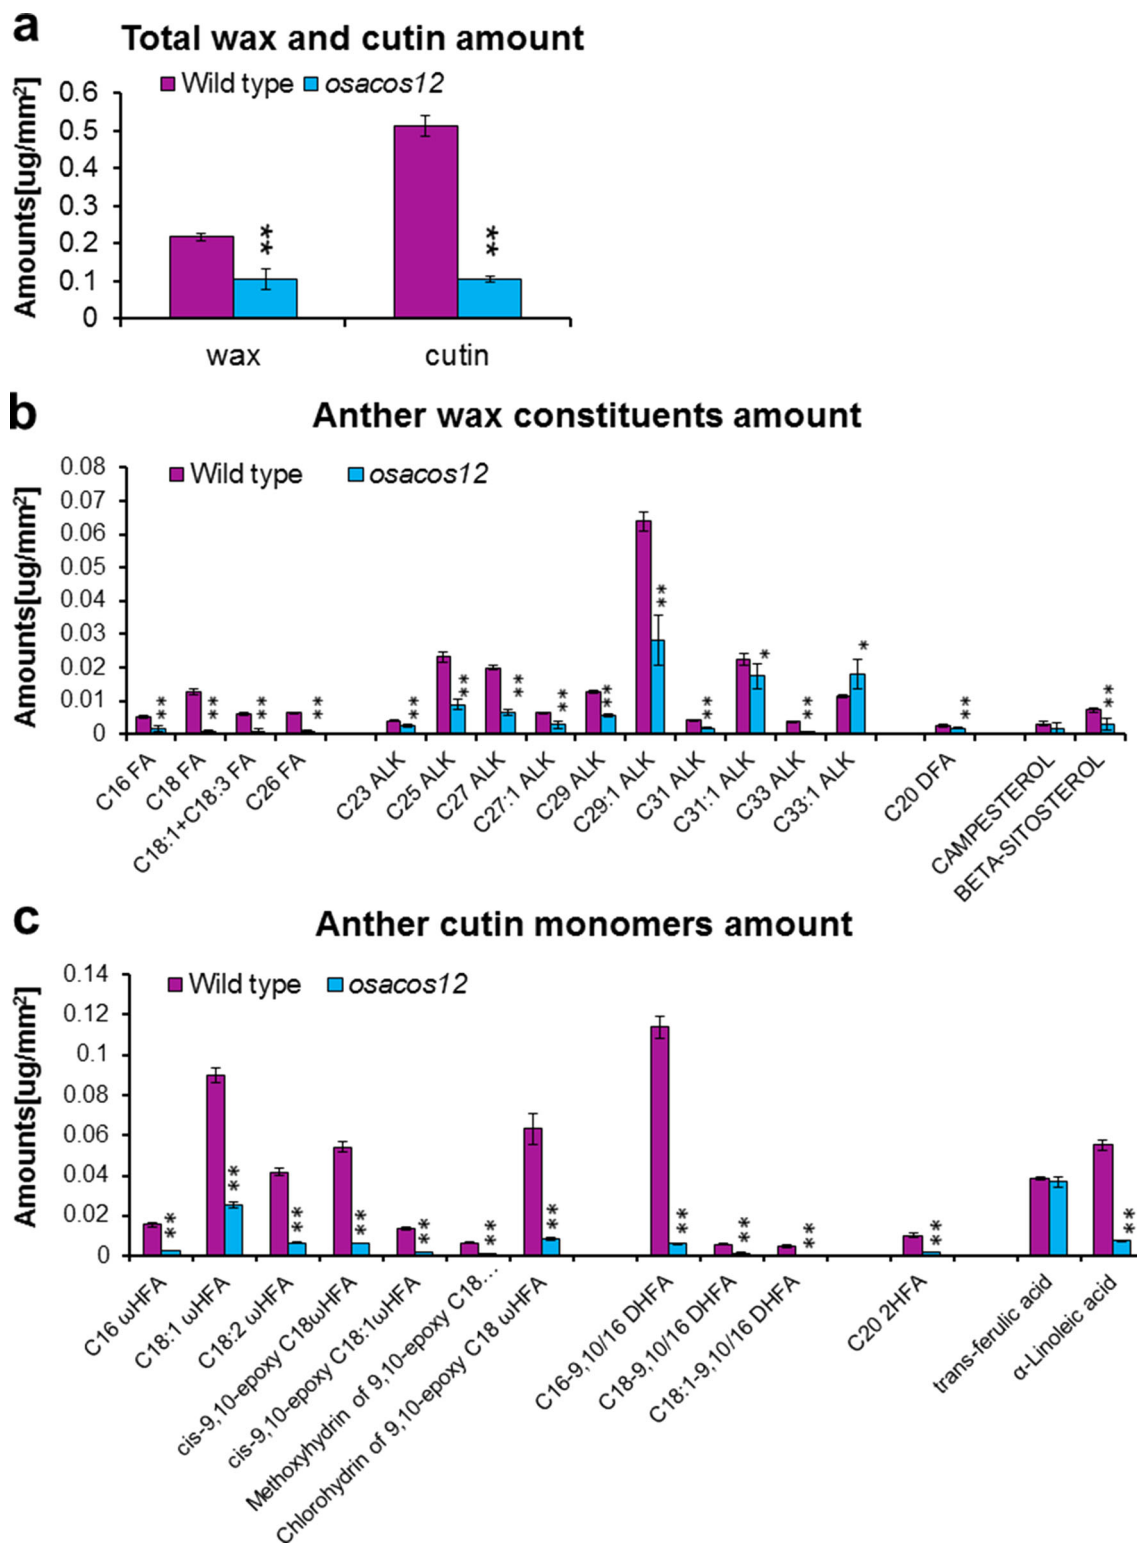 a
Total wax and cutin amount
Wild type osacos12
Amounts[ug/mm²]
0.6
0.5
0.4
0.3
0.2
0.1
0
**
**
wax cutin
b
Anther wax constituents amount
Wild type osacos12
Amounts[ug/mm²]
0.08
0.07
0.06
0.05
0.04
0.03
0.02
0.01
0
** ** ** ** ** ** ** ** ** ** ** * ** * ** **
C16 FA
C18 FA
C18:1+C18:3 FA
C26 FA
C23 ALK
C25 ALK
C27 ALK
C27:1 ALK
C29 ALK
C29:1 ALK
C31 ALK
C31:1 ALK
C33 ALK
C33:1 ALK
C20 DFA
CAMPESTEROL
BETA-SITOSTEROL
c
Anther cutin monomers amount
Wild type osacos12
Amounts[ug/mm²]
0.14
0.12
0.1
0.08
0.06
0.04
0.02
0
** ** ** ** ** ** ** ** ** ** ** **
C16 ωHFA
C18:1 ωHFA
C18:2 ωHFA
cis-9,10-epoxy C18ωHFA
cis-9,10-epoxy C18:1ωHFA
Methoxyhydrin of 9,10-epoxy C18…
Chlorohydrin of 9,10-epoxy C18 ωHFA
C16-9,10/16 DHFA
C18-9,10/16 DHFA
C18:1-9,10/16 DHFA
C20 2HFA
trans-ferulic acid
α-Linoleic acid